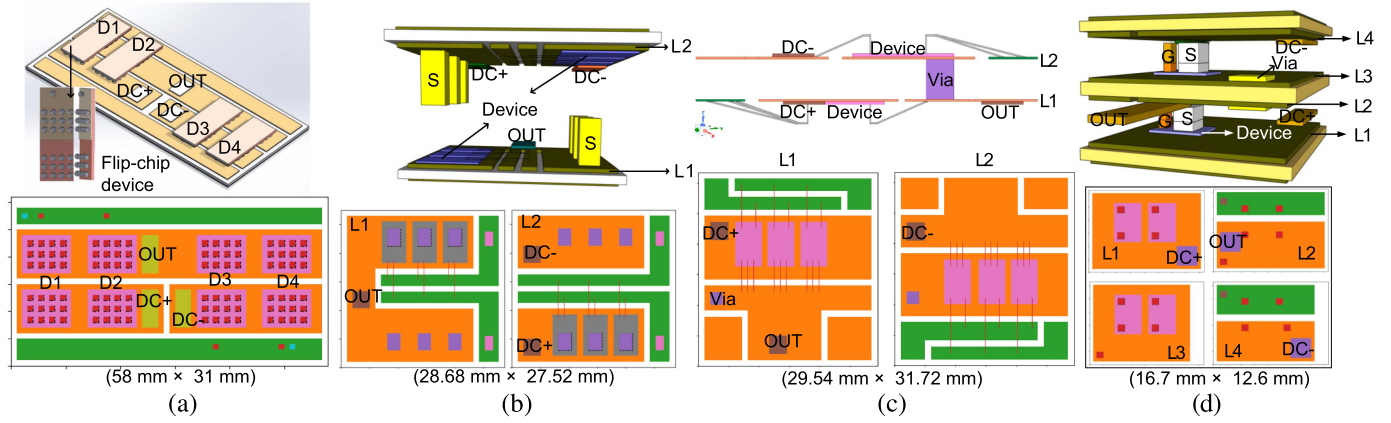 D1
D2
OUT
DC+
DC-
D3
D4
Flip-chip
device
OUT
D1
D2
D3
D4
DC+
DC-
(58 mm × 31 mm)
(a)
L2
S
DC+
DC-
Device
OUT
S
L1
L1
OUT
L2
DC-
DC+
(28.68 mm × 27.52 mm)
(b)
DC-
Device
L2
Via
L1
DC+
Device
OUT
L1
L2
DC+
DC-
Via
OUT
(29.54 mm × 31.72 mm)
(c)
L4
DC-
Via
G
S
L3
L2
OUT
G
S
DC+
Device
L1
L1
DC+
OUT
L2
L3
L4
DC-
(16.7 mm × 12.6 mm)
(d)